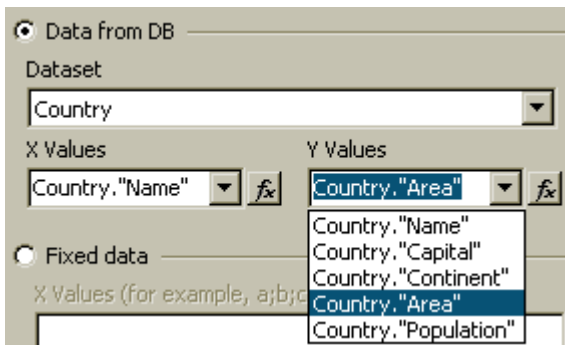 Data from DB
Dataset
Country
X Values Y Values
Country."Name" fx Country."Area" fx
Country."Name"
Country."Capital"
Country."Continent"
Country."Area"
Country."Population"
Fixed data
X Values (for example, a;b;c